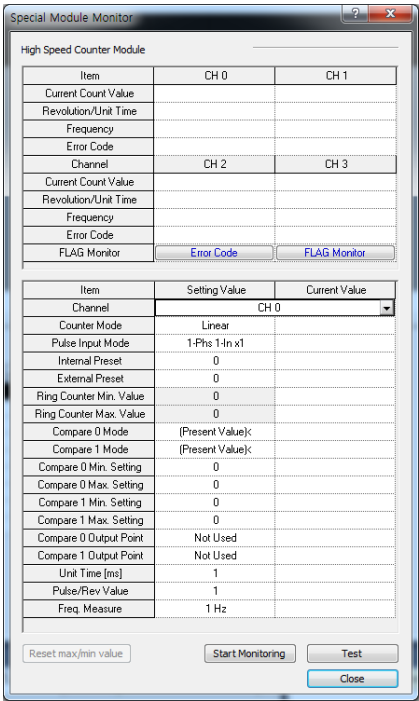 Special Module Monitor
High Speed Counter Module
Item CH 0 CH 1
Current Count Value
Revolution/Unit Time
Frequency
Error Code
Channel CH 2 CH 3
Current Count Value
Revolution/Unit Time
Frequency
Error Code
FLAG Monitor Error Code FLAG Monitor
Item Setting Value Current Value
Channel CH 0
Counter Mode Linear
Pulse Input Mode 1-Phs 1-In x1
Internal Preset 0
External Preset 0
Ring Counter Min. Value 0
Ring Counter Max. Value 0
Compare 0 Mode (Present Value)<
Compare 1 Mode (Present Value)<
Compare 0 Min. Setting 0
Compare 0 Max. Setting 0
Compare 1 Min. Setting 0
Compare 1 Max. Setting 0
Compare 0 Output Point Not Used
Compare 1 Output Point Not Used
Unit Time [ms] 1
Pulse/Rev Value 1
Freq. Measure 1 Hz
Reset max/min value Start Monitoring Test
Close